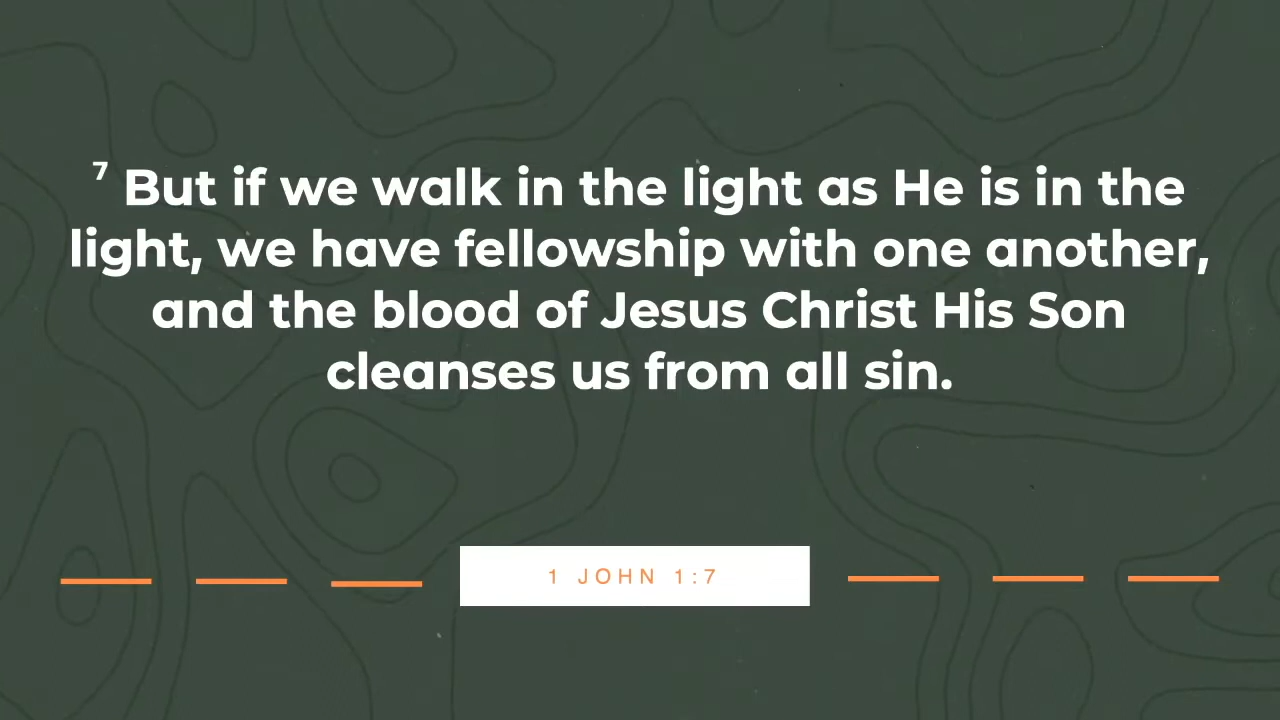 7 But if we walk in the light as He is in the
light, we have fellowship with one another,
and the blood of Jesus Christ His Son
cleanses us from all sin.
1 JOHN 1:7